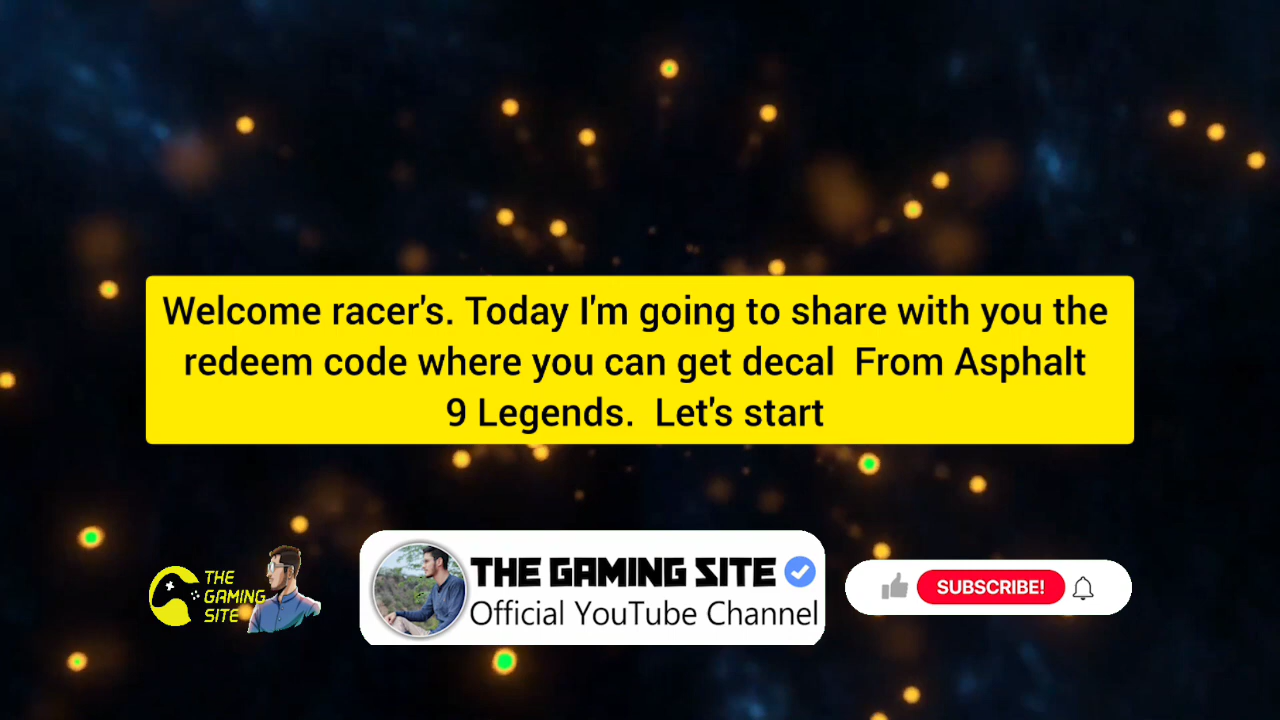 Welcome racer's. Today I'm going to share with you the
redeem code where you can get decal  From Asphalt
9 Legends.  Let's start
THE
GAMING
SITE
THE GAMING SITE
Official YouTube Channel
SUBSCRIBE!